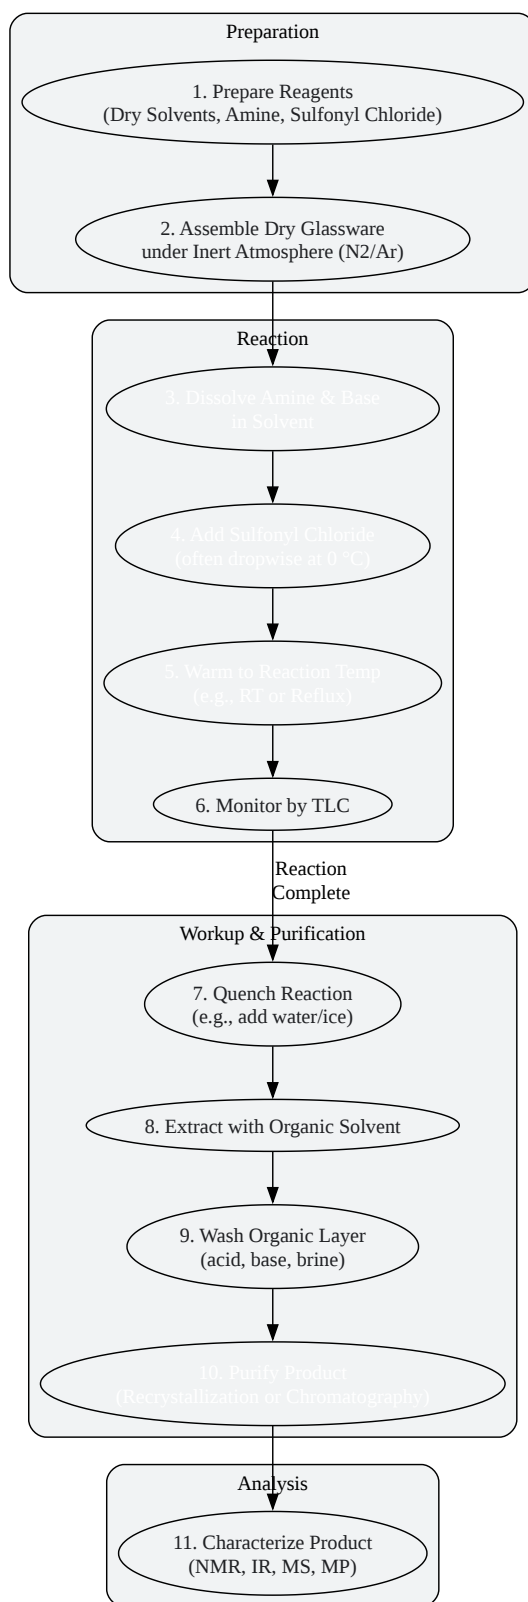 Preparation
1. Prepare Reagents
(Dry Solvents, Amine, Sulfonyl Chloride)
2. Assemble Dry Glassware
under Inert Atmosphere (N2/Ar)
Reaction
3. Dissolve Amine & Base
in Solvent
4. Add Sulfonyl Chloride
(often dropwise at 0 °C)
5. Warm to Reaction Temp
(e.g., RT or Reflux)
6. Monitor by TLC
Reaction
Complete
Workup & Purification
7. Quench Reaction
(e.g., add water/ice)
8. Extract with Organic Solvent
9. Wash Organic Layer
(acid, base, brine)
10. Purify Product
(Recrystallization or Chromatography)
Analysis
11. Characterize Product
(NMR, IR, MS, MP)